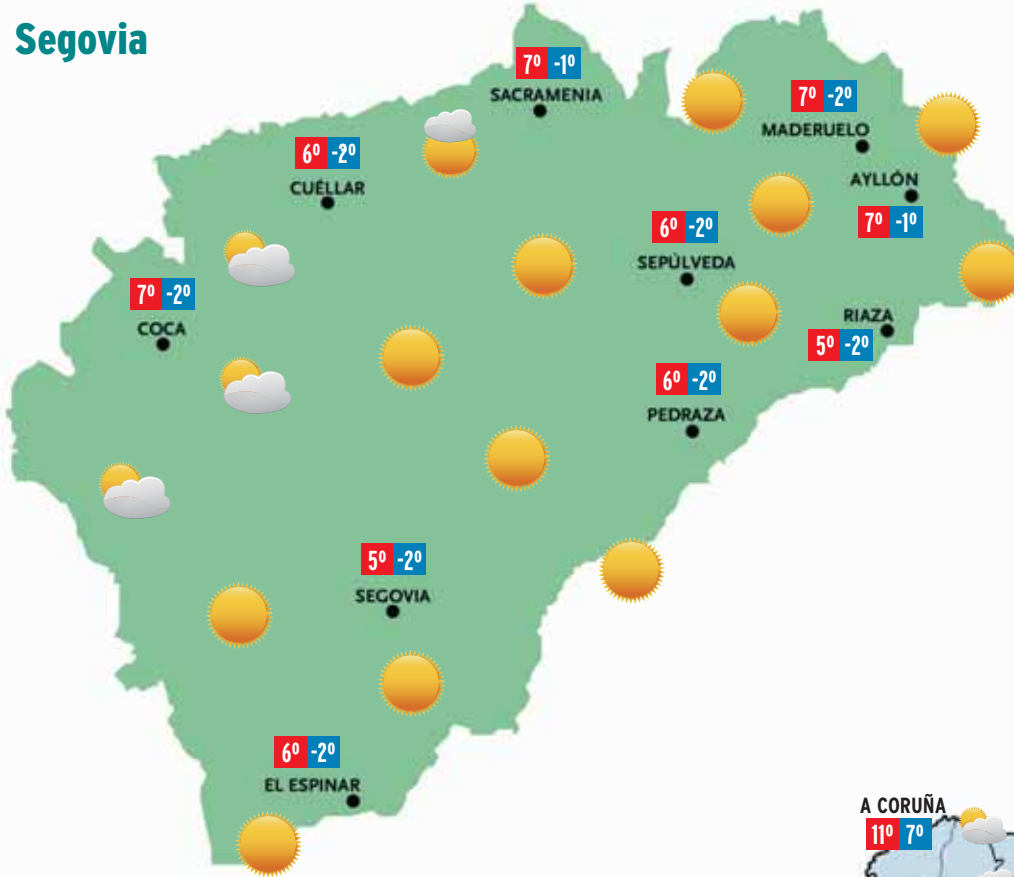 Segovia
7º -1º
SACRAMENIA
7º -2º
MADERUELO
6º -2º
CUÉLLAR
AYLLÓN
7º -1º
6º -2º
SEPÚLVEDA
7º -2º
COCA
RIAZA
5º -2º
6º -2º
PEDRAZA
5º -2º
SEGOVIA
6º -2º
EL ESPINAR
A CORUÑA
11º 7º